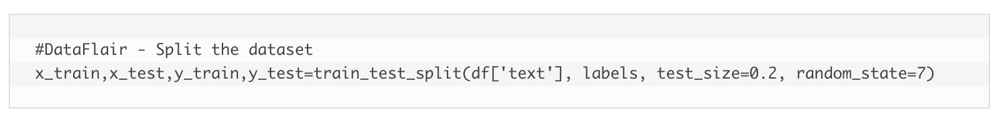 #DataFlair - Split the dataset
x_train,x_test,y_train,y_test=train_test_split(df['text'], labels, test_size=0.2, random_state=7)